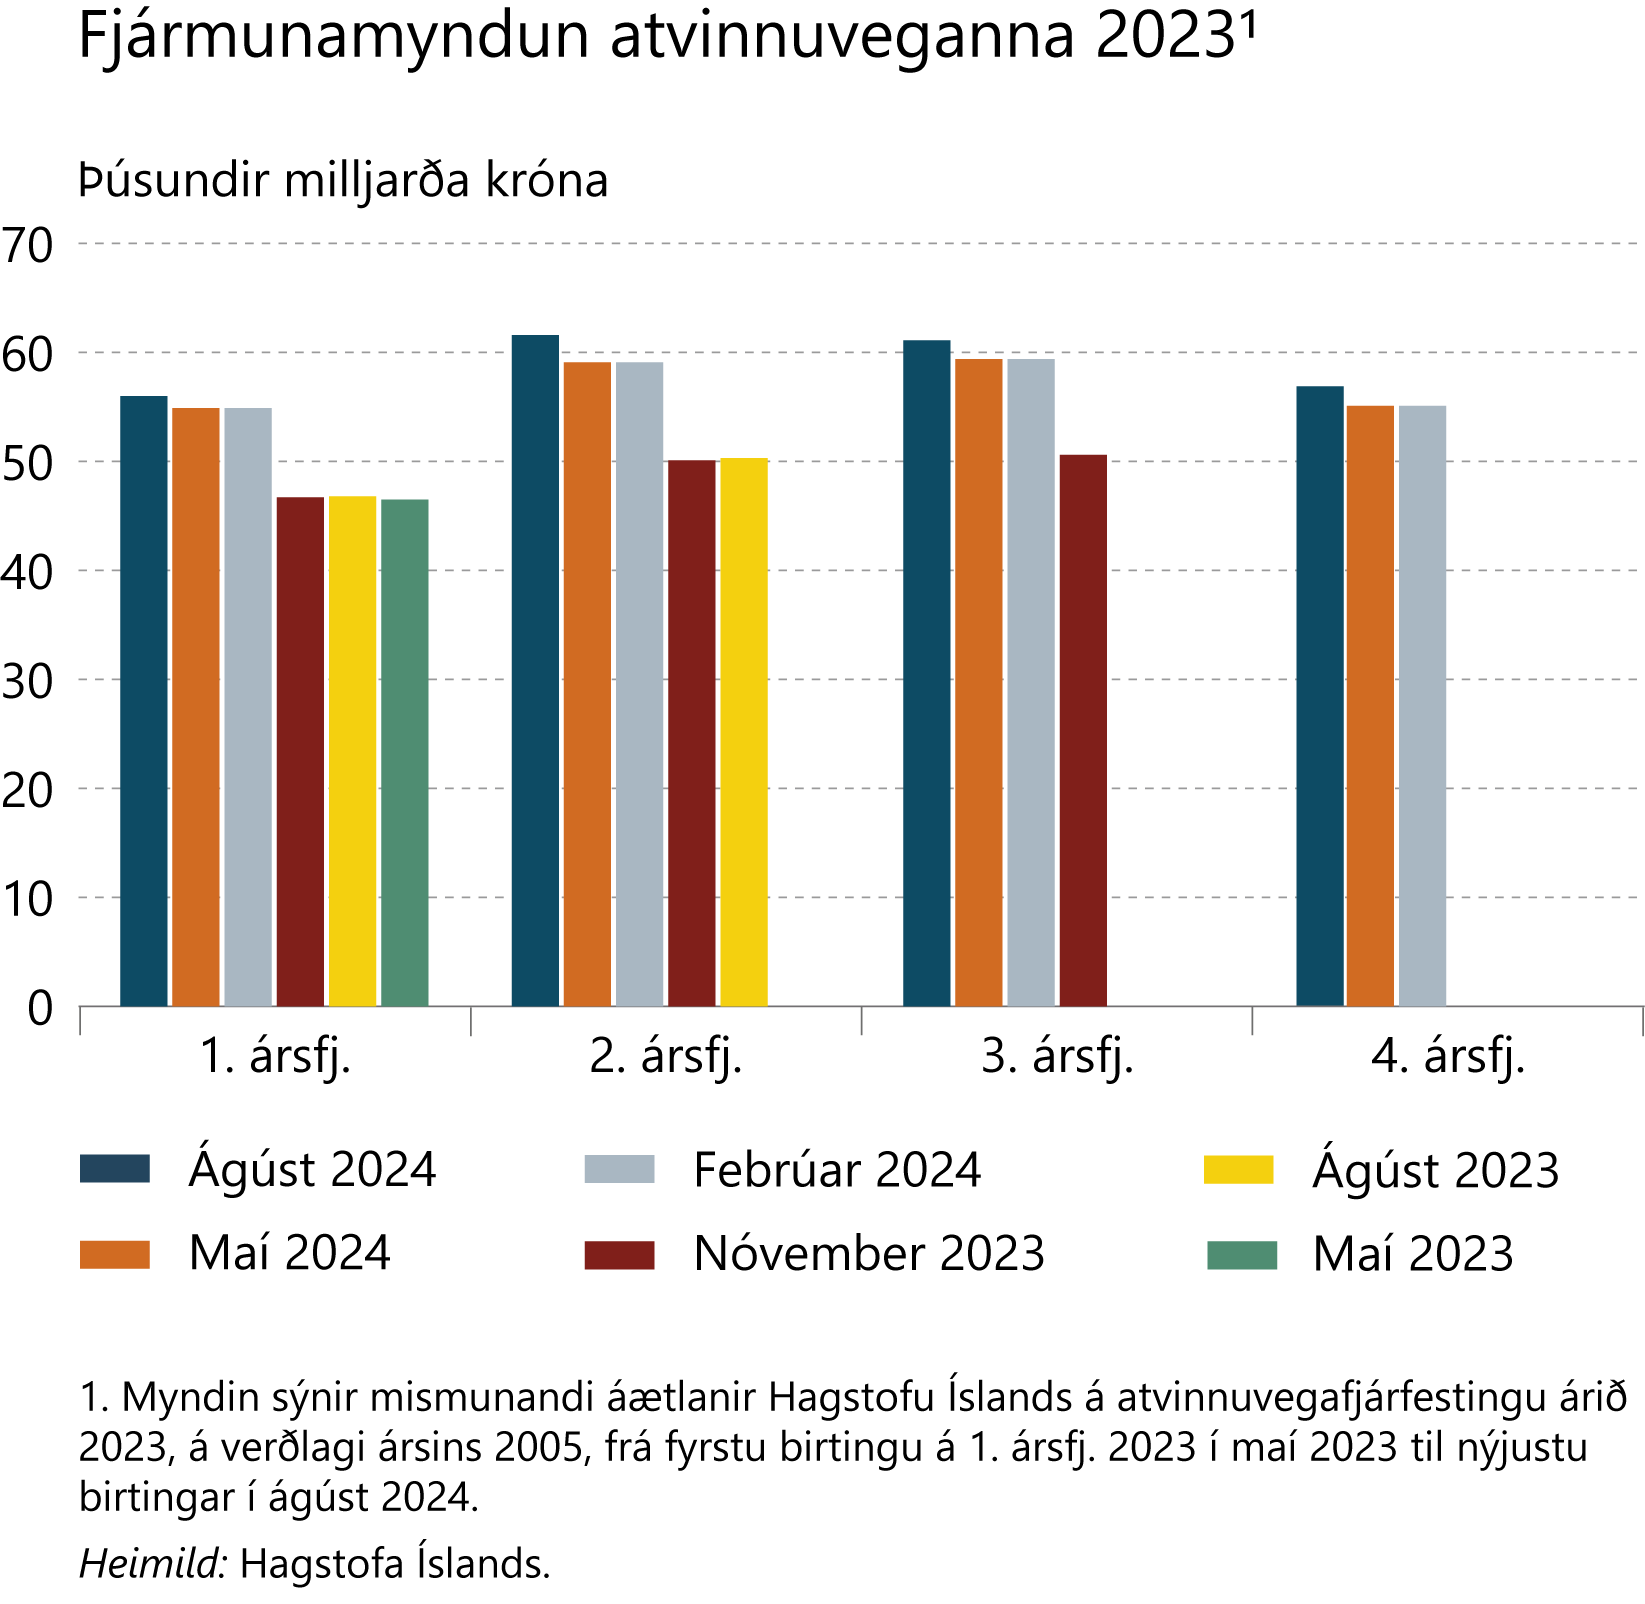 Fjármunamyndun atvinnuveganna 2023¹
Þúsundir milljarða króna
70
60
50
40
30
20
10
0
1. ársfj. 2. ársfj. 3. ársfj. 4. ársfj.
Ágúst 2024 Febrúar 2024 Ágúst 2023
Maí 2024 Nóvember 2023 Maí 2023
1. Myndin sýnir mismunandi áætlanir Hagstofu Íslands á atvinnuvegafjárfestingu árið
2023, á verðlagi ársins 2005, frá fyrstu birtingu á 1. ársfj. 2023 í maí 2023 til nýjustu
birtingar í ágúst 2024.
Heimild: Hagstofa Íslands.